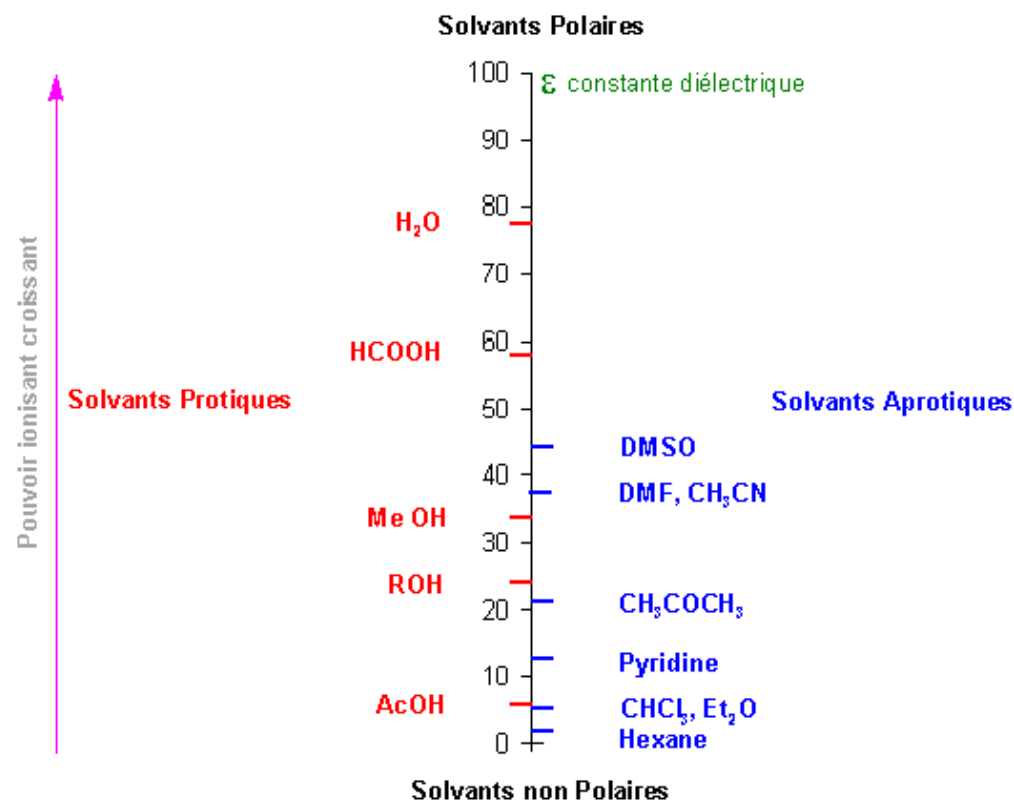 Solvants Polaires
100
ε constante diélectrique
90
80
H₂O
70
60
HCOOH
Pouvoir ionisant croissant
Solvants Protiques
50
Solvants Aprotiques
DMSO
40
DMF, CH₃CN
Me OH
30
ROH
20
CH₃COCH₃
Pyridine
10
AcOH
CHCl₃, Et₂O
Hexane
0
Solvants non Polaires